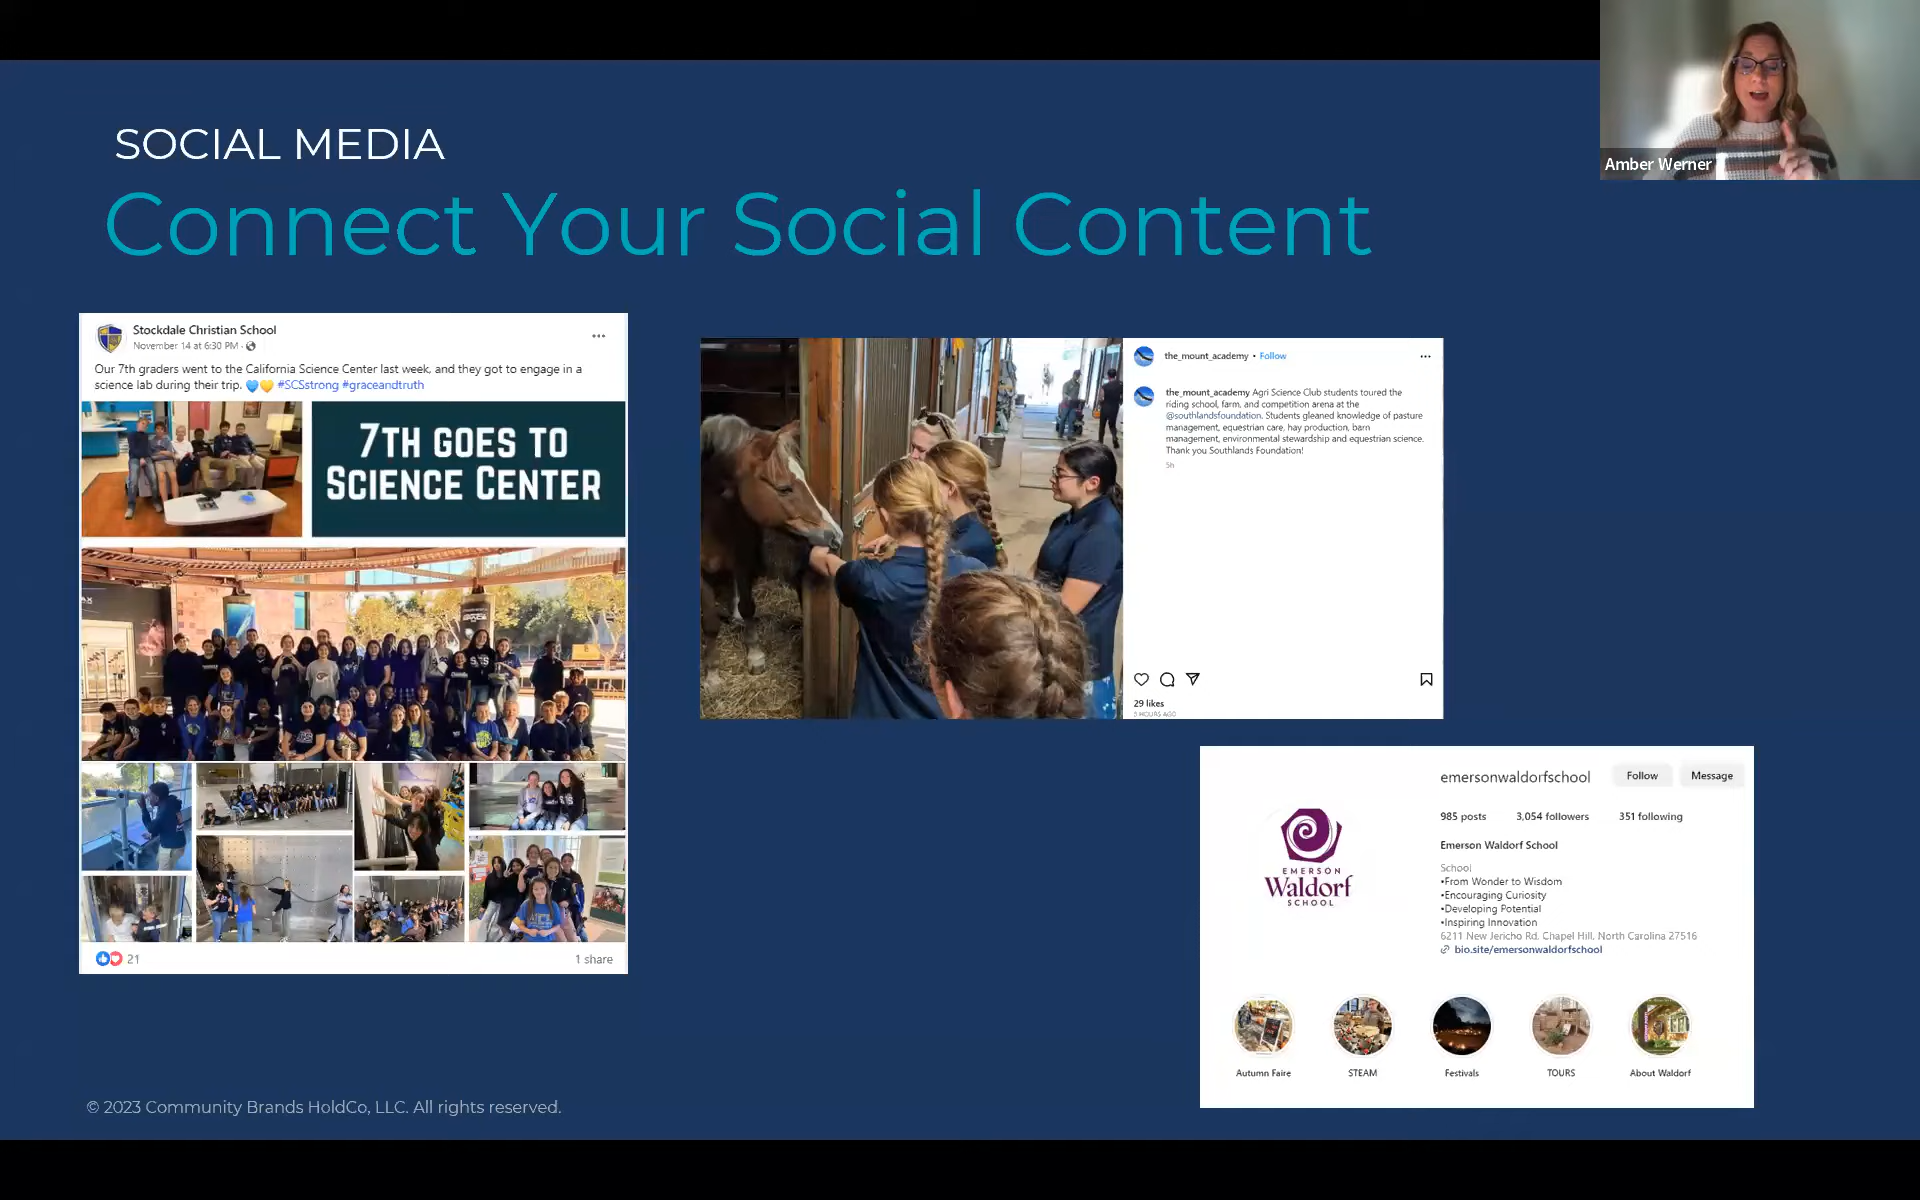 Amber Werner
SOCIAL MEDIA
Connect Your Social Content
Stockdale Christian School
November 14 at 6:30 PM ·
Our 7th graders went to the California Science Center last week, and they got to engage in a
science lab during their trip. 💙💛 #SCSstrong #graceandtruth
7TH GOES TO
SCIENCE CENTER
SCS
21
1 share
the_mount_academy • Follow
the_mount_academy Agri Science Club students toured the
riding school, farm, and competition arena at the
@southlandsfoundation. Students gleaned knowledge of pasture
management, equestrian care, hay production, barn
management, environmental stewardship and equestrian science.
Thank you Southlands Foundation!
5h
29 likes
5 HOURS AGO
emersonwaldorfschool
Follow
Message
985 posts
3,054 followers
351 following
EMERSON
Waldorf
SCHOOL
Emerson Waldorf School
School
•From Wonder to Wisdom
•Encouraging Curiosity
•Developing Potential
•Inspiring Innovation
6211 New Jericho Rd, Chapel Hill, North Carolina 27516
bio.site/emersonwaldorfschool
Autumn Faire
STEAM
Festivals
TOURS
About Waldorf
© 2023 Community Brands HoldCo, LLC. All rights reserved.